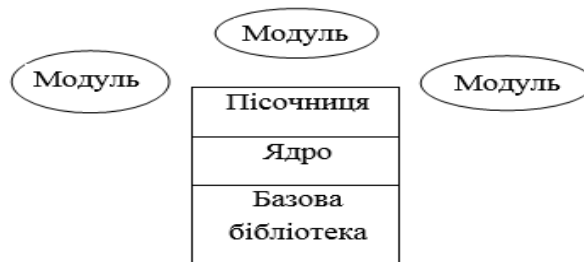 Модуль
Модуль
Модуль
Пісочниця
Ядро
Базова
бібліотека